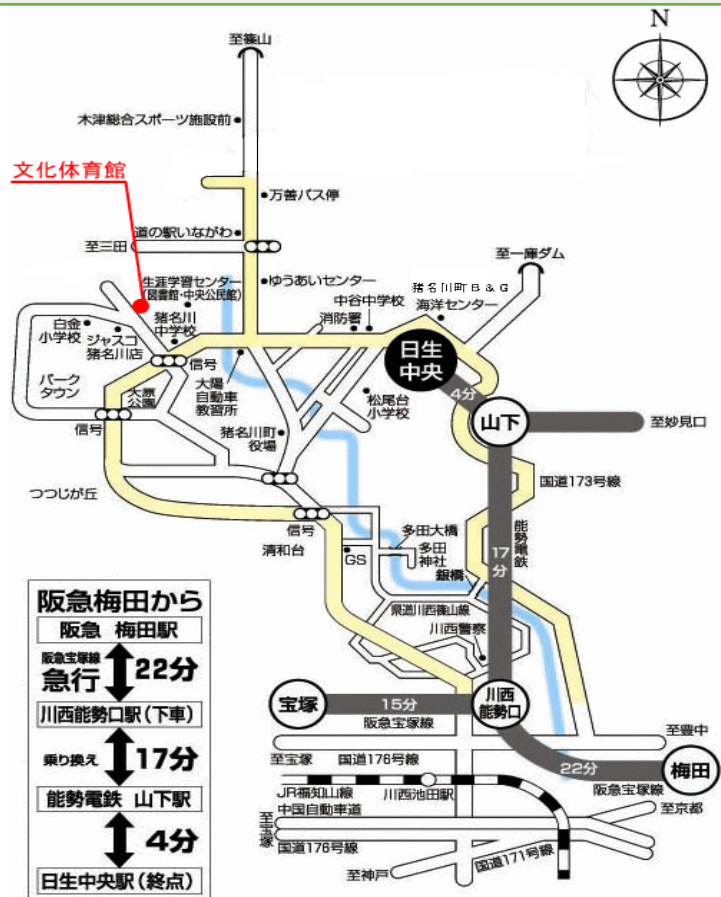 N
至篠山
木津総合スポーツ施設前
文化体育館
万善バス停
道の駅いながわ
至三田
至一庫ダム
生涯学習センター
(図書館・中央公民館)
ゆうあいセンター
猪名川町B&G
海洋センター
中谷中学校
消防署
猪名川
中学校
白金
小学校
ジャスコ
猪名川店
信号
日生
中央
4分
パーク
タウン
大原
公園
大陽
自動車
教習所
松尾台
小学校
山下
至妙見口
信号
猪名川町
役場
国道173号線
つつじが丘
信号
清和台
GS
多田大橋
多田
神社
能勢電鉄
17分
銀橋
県道川西篠山線
川西警察
阪急梅田から
阪急 梅田駅
阪急宝塚線
急行
22分
川西能勢口駅(下車)
乗り換え
17分
能勢電鉄 山下駅
4分
日生中央駅(終点)
宝塚
15分
阪急宝塚線
川西
能勢口
至豊中
至宝塚
国道176号線
22分
梅田
阪急宝塚線
JR福知山線
川西池田駅
至京都
中国自動車道
至宝塚
国道176号線
国道171号線
至神戸